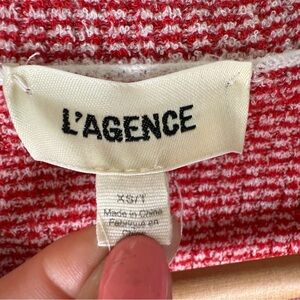 L'AGENCE
XS/1
Made in China
Fabriqué en